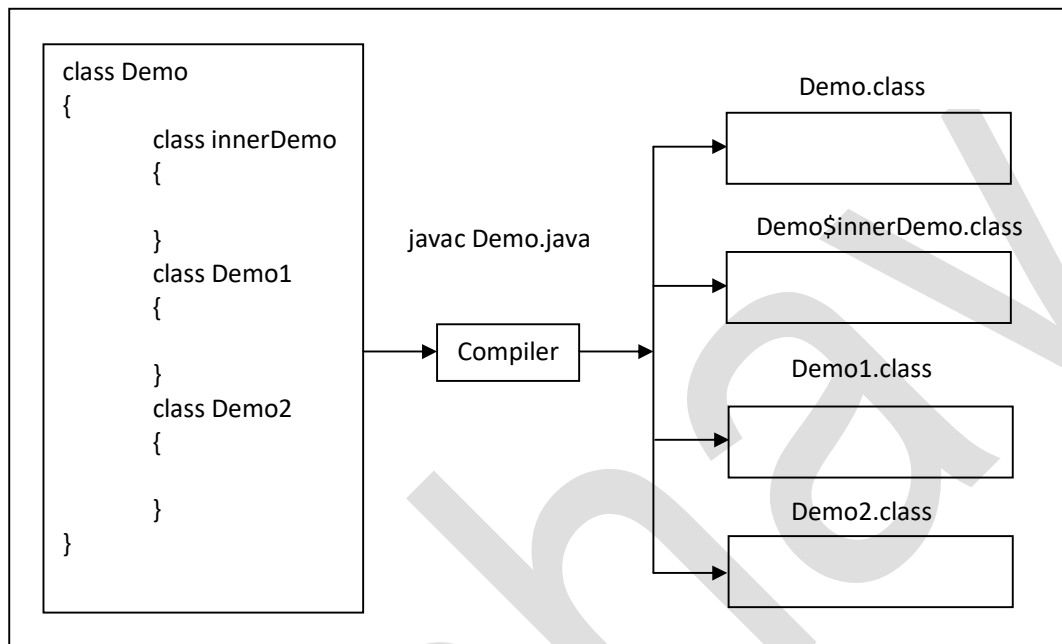 class Demo
{
class innerDemo
{
}
class Demo1
{
}
class Demo2
{
}
}
javac Demo.java
Compiler
Demo.class
Demo$innerDemo.class
Demo1.class
Demo2.class